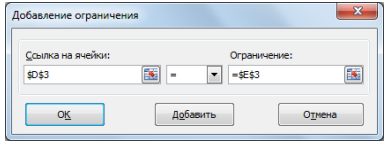 Добавление ограничения
Ссылка на ячейки: Ограничение:
$D$3 = =$E$3
ОК Добавить Отмена